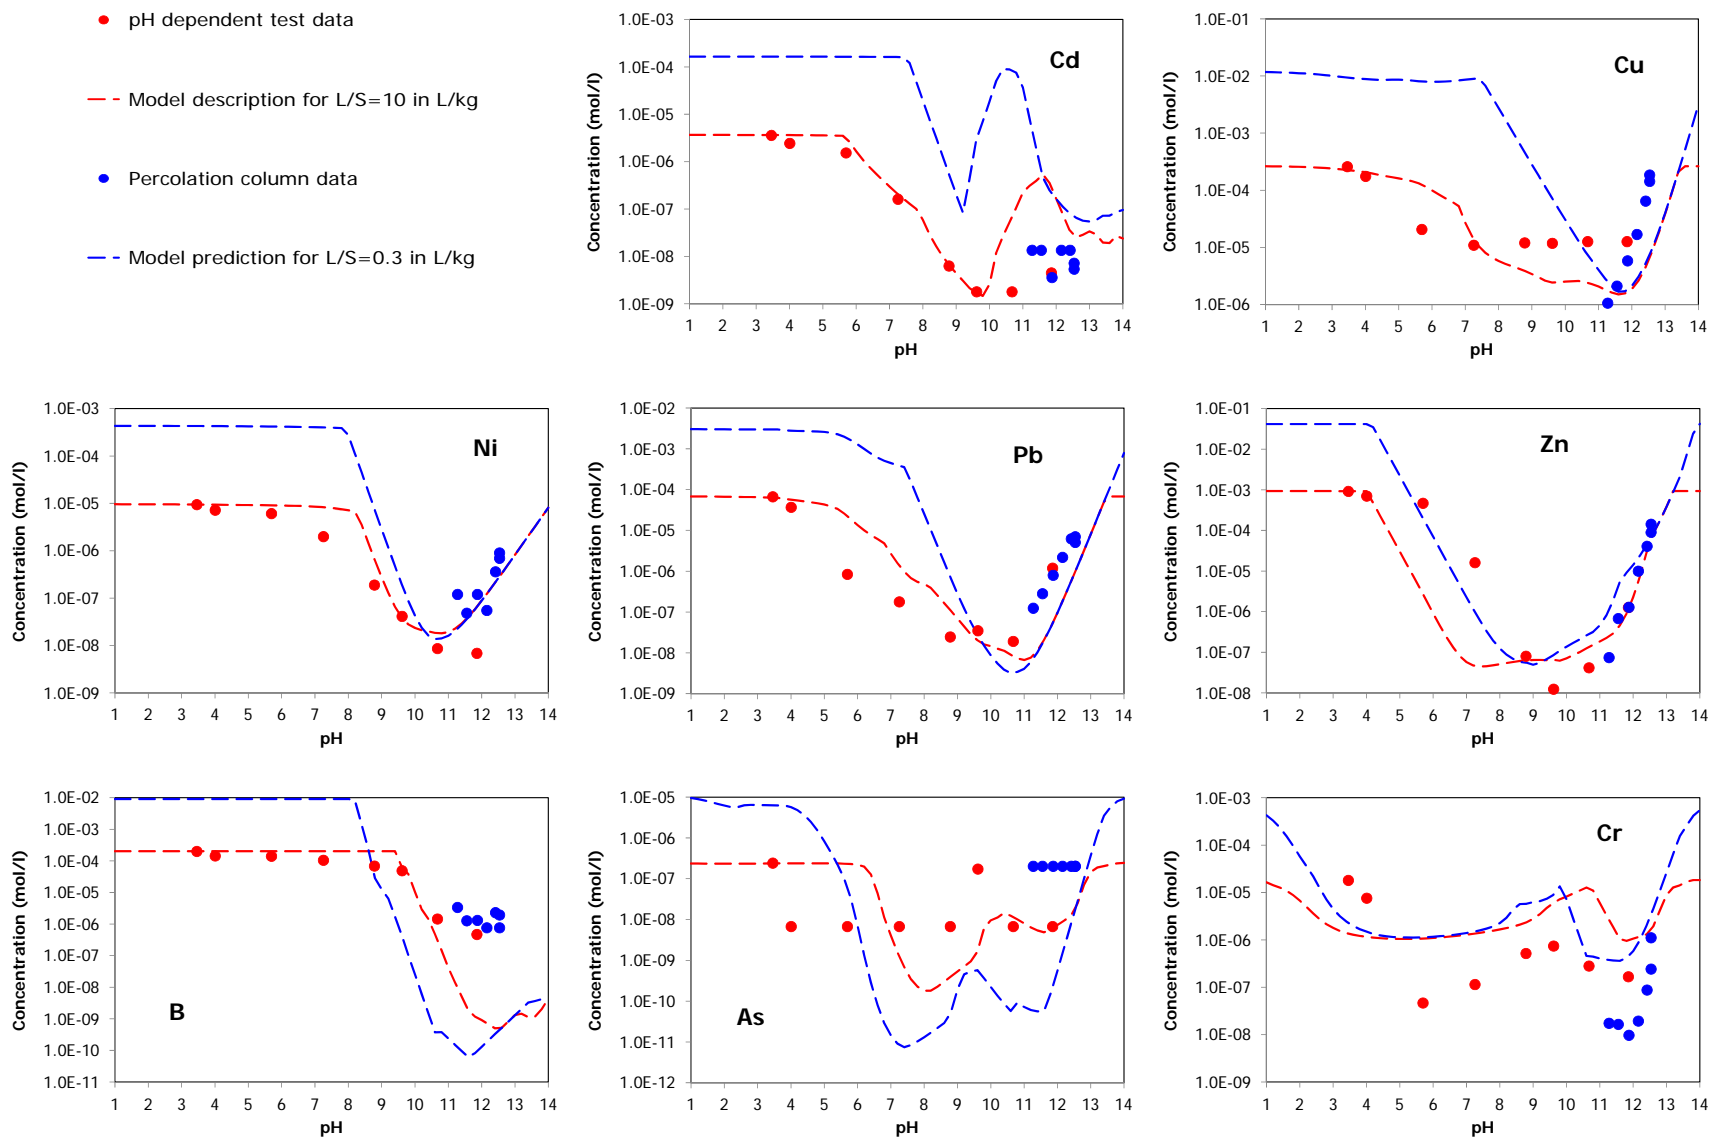 pH dependent test data
Model description for L/S=10 in L/kg
Percolation column data
Model prediction for L/S=0.3 in L/kg
Cd
Concentration (mol/l)
1.0E-03
1.0E-04
1.0E-05
1.0E-06
1.0E-07
1.0E-08
1.0E-09
1 2 3 4 5 6 7 8 9 10 11 12 13 14
pH
Cu
Concentration (mol/l)
1.0E-01
1.0E-02
1.0E-03
1.0E-04
1.0E-05
1.0E-06
1 2 3 4 5 6 7 8 9 10 11 12 13 14
pH
Ni
Concentration (mol/l)
1.0E-03
1.0E-04
1.0E-05
1.0E-06
1.0E-07
1.0E-08
1.0E-09
1 2 3 4 5 6 7 8 9 10 11 12 13 14
pH
Pb
Concentration (mol/l)
1.0E-02
1.0E-03
1.0E-04
1.0E-05
1.0E-06
1.0E-07
1.0E-08
1.0E-09
1 2 3 4 5 6 7 8 9 10 11 12 13 14
pH
Zn
Concentration (mol/l)
1.0E-01
1.0E-02
1.0E-03
1.0E-04
1.0E-05
1.0E-06
1.0E-07
1.0E-08
1 2 3 4 5 6 7 8 9 10 11 12 13 14
pH
B
Concentration (mol/l)
1.0E-02
1.0E-03
1.0E-04
1.0E-05
1.0E-06
1.0E-07
1.0E-08
1.0E-09
1.0E-10
1.0E-11
1 2 3 4 5 6 7 8 9 10 11 12 13 14
pH
As
Concentration (mol/l)
1.0E-05
1.0E-06
1.0E-07
1.0E-08
1.0E-09
1.0E-10
1.0E-11
1.0E-12
1 2 3 4 5 6 7 8 9 10 11 12 13 14
pH
Cr
Concentration (mol/l)
1.0E-03
1.0E-04
1.0E-05
1.0E-06
1.0E-07
1.0E-08
1.0E-09
1 2 3 4 5 6 7 8 9 10 11 12 13 14
pH